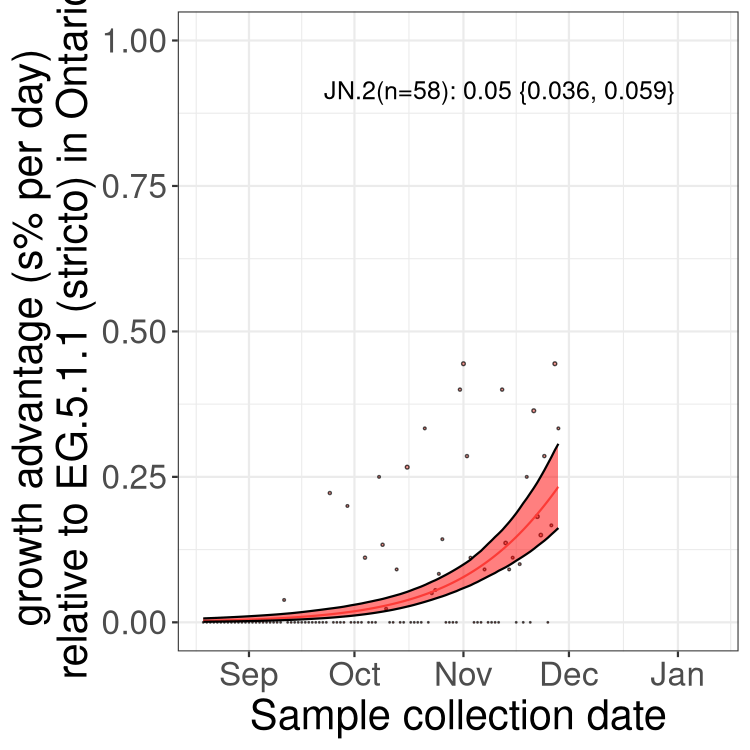 growth advantage (s% per day)
relative to EG.5.1.1 (stricto) in Ontario
1.00
0.75
0.50
0.25
0.00
JN.2(n=58): 0.05 {0.036, 0.059}
Sep Oct Nov Dec Jan
Sample collection date